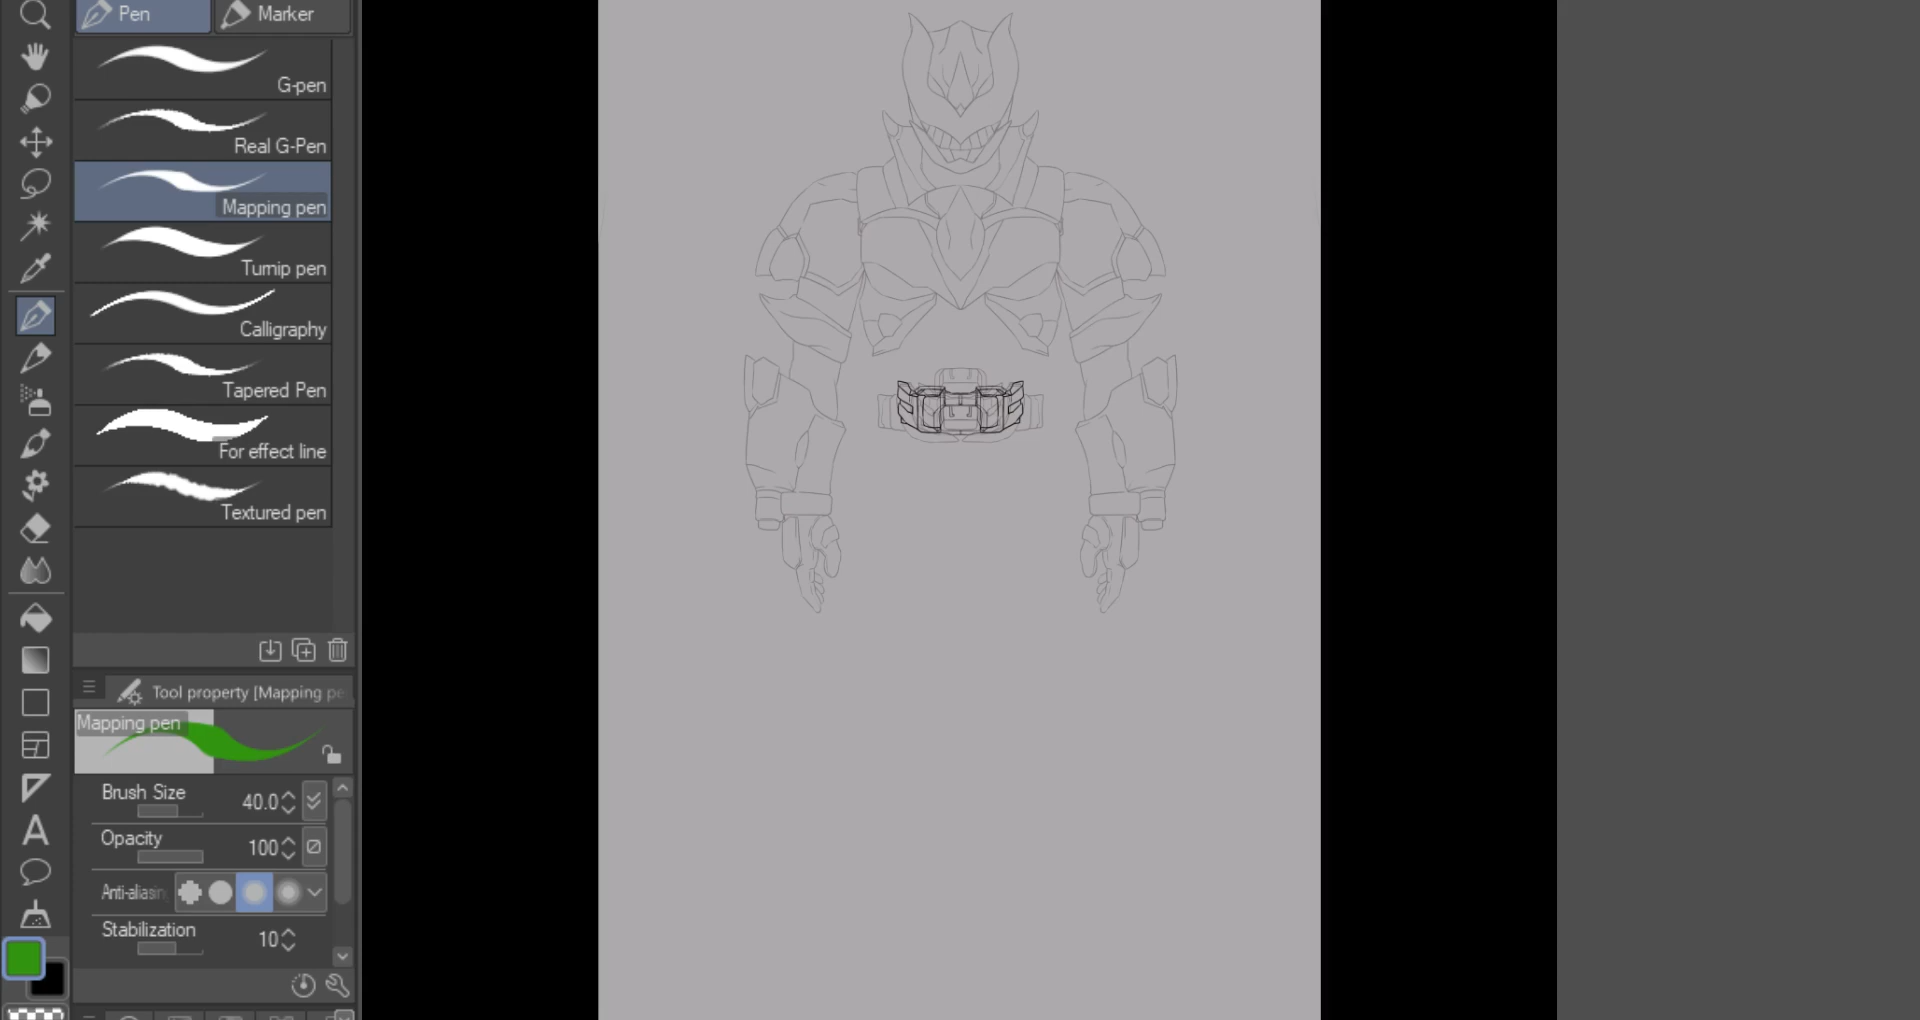 Pen
Marker
G-pen
Real G-Pen
Mapping pen
Turnip pen
Calligraphy
Tapered Pen
For effect line
Textured pen
Tool property [Mapping pe
Mapping pen
Brush Size
40.0
Opacity
100
Anti-aliasin
Stabilization
10